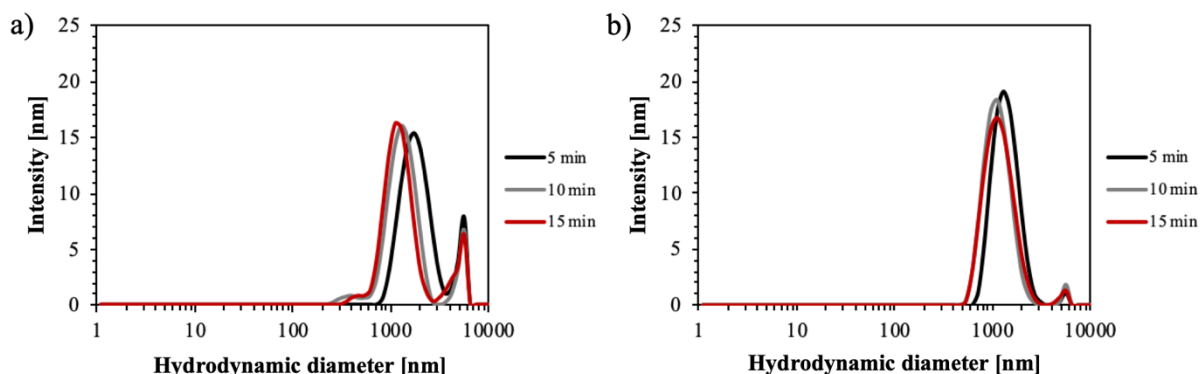 a)
25
20
15
10
5
0
Intensity [nm]
1 10 100 1000 10000
Hydrodynamic diameter [nm]
5 min
10 min
15 min
b)
25
20
15
10
5
0
Intensity [nm]
1 10 100 1000 10000
Hydrodynamic diameter [nm]
5 min
10 min
15 min